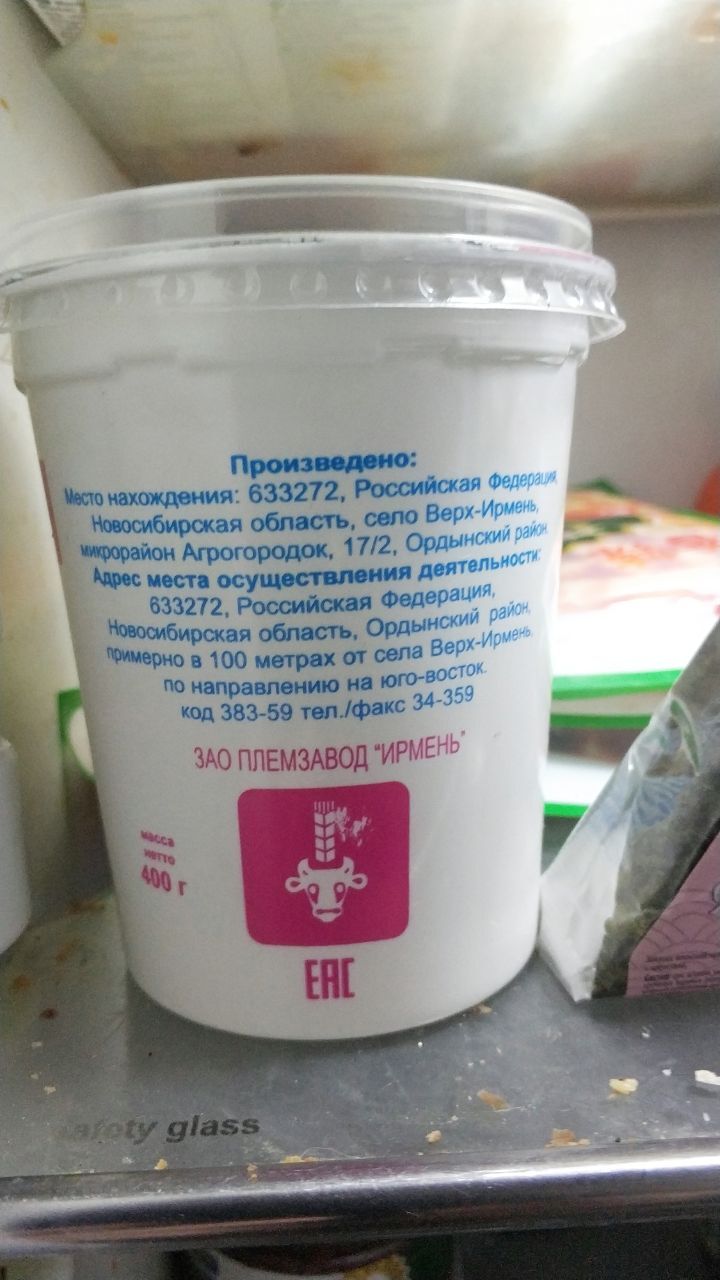 Произведено:
Место нахождения: 633272, Российская Федерация,
Новосибирская область, село Верх-Ирмень,
микрорайон Агрогородок, 17/2, Ордынский район.
Адрес места осуществления деятельности:
633272, Российская Федерация,
Новосибирская область, Ордынский район,
примерно в 100 метрах от села Верх-Ирмень,
по направлению на юго-восток.
код 383-59 тел./факс 34-359
ЗАО ПЛЕМЗАВОД "ИРМЕНЬ"
масса
нетто
400 г
EAC
safety glass